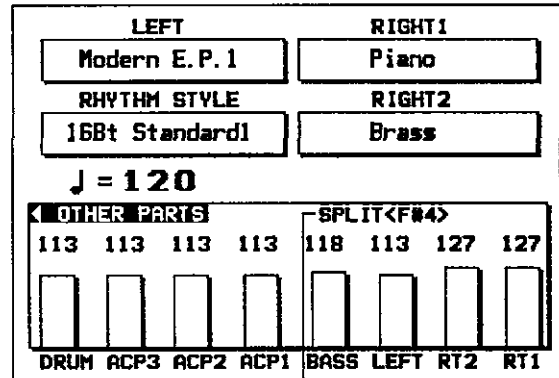 LEFT RIGHT1
Modern E.P.1 Piano
RHYTHM STYLE RIGHT2
16Bt Standard1 Brass
♩=120
◀ OTHER PARTS SPLIT<F#4>
113 113 113 113 118 113 127 127
DRUM ACP3 ACP2 ACP1 BASS LEFT RT2 RT1